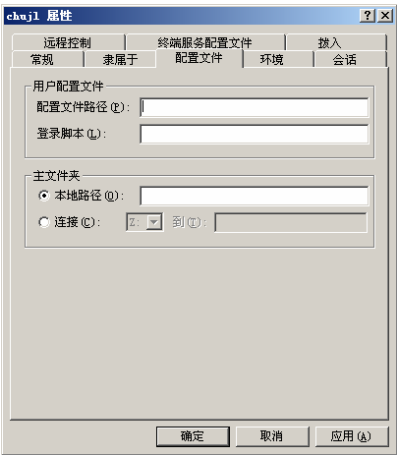 chujl 属性
远程控制 终端服务配置文件 拨入
常规 隶属于 配置文件 环境 会话
用户配置文件
配置文件路径(P):
登录脚本(L):
主文件夹
本地路径(O):
连接(C): Z: 到(T):
确定 取消 应用(A)